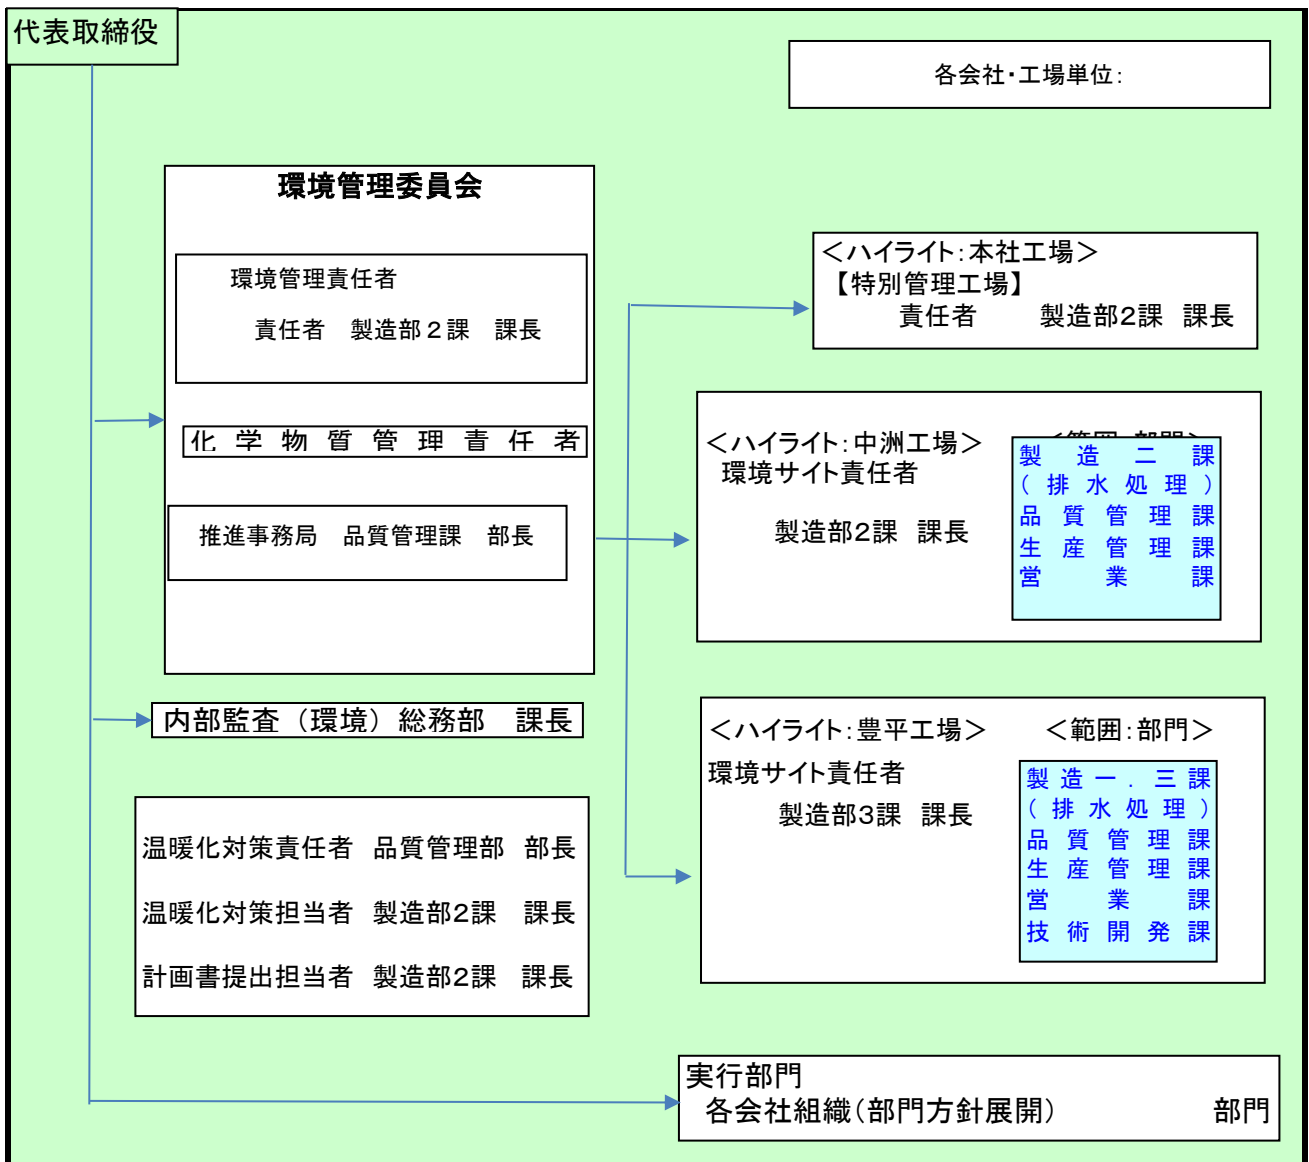 代表取締役
各会社・工場単位：
環境管理委員会
環境管理責任者
責任者　製造部２課　課長
化学物質管理責任者
推進事務局　品質管理課　部長
内部監査（環境）総務部　課長
温暖化対策責任者　品質管理部　部長
温暖化対策担当者　製造部2課　課長
計画書提出担当者　製造部2課　課長
＜ハイライト：本社工場＞
【特別管理工場】
責任者　製造部2課　課長
＜ハイライト：中洲工場＞　＜範囲：部門＞
環境サイト責任者
製造部2課　課長
製造二課
（排水処理）
品質管理課
生産管理課
営業課
＜ハイライト：豊平工場＞　＜範囲：部門＞
環境サイト責任者
製造部3課　課長
製造一．三課
（排水処理）
品質管理課
生産管理課
営業課
技術開発課
実行部門
各会社組織（部門方針展開）　部門